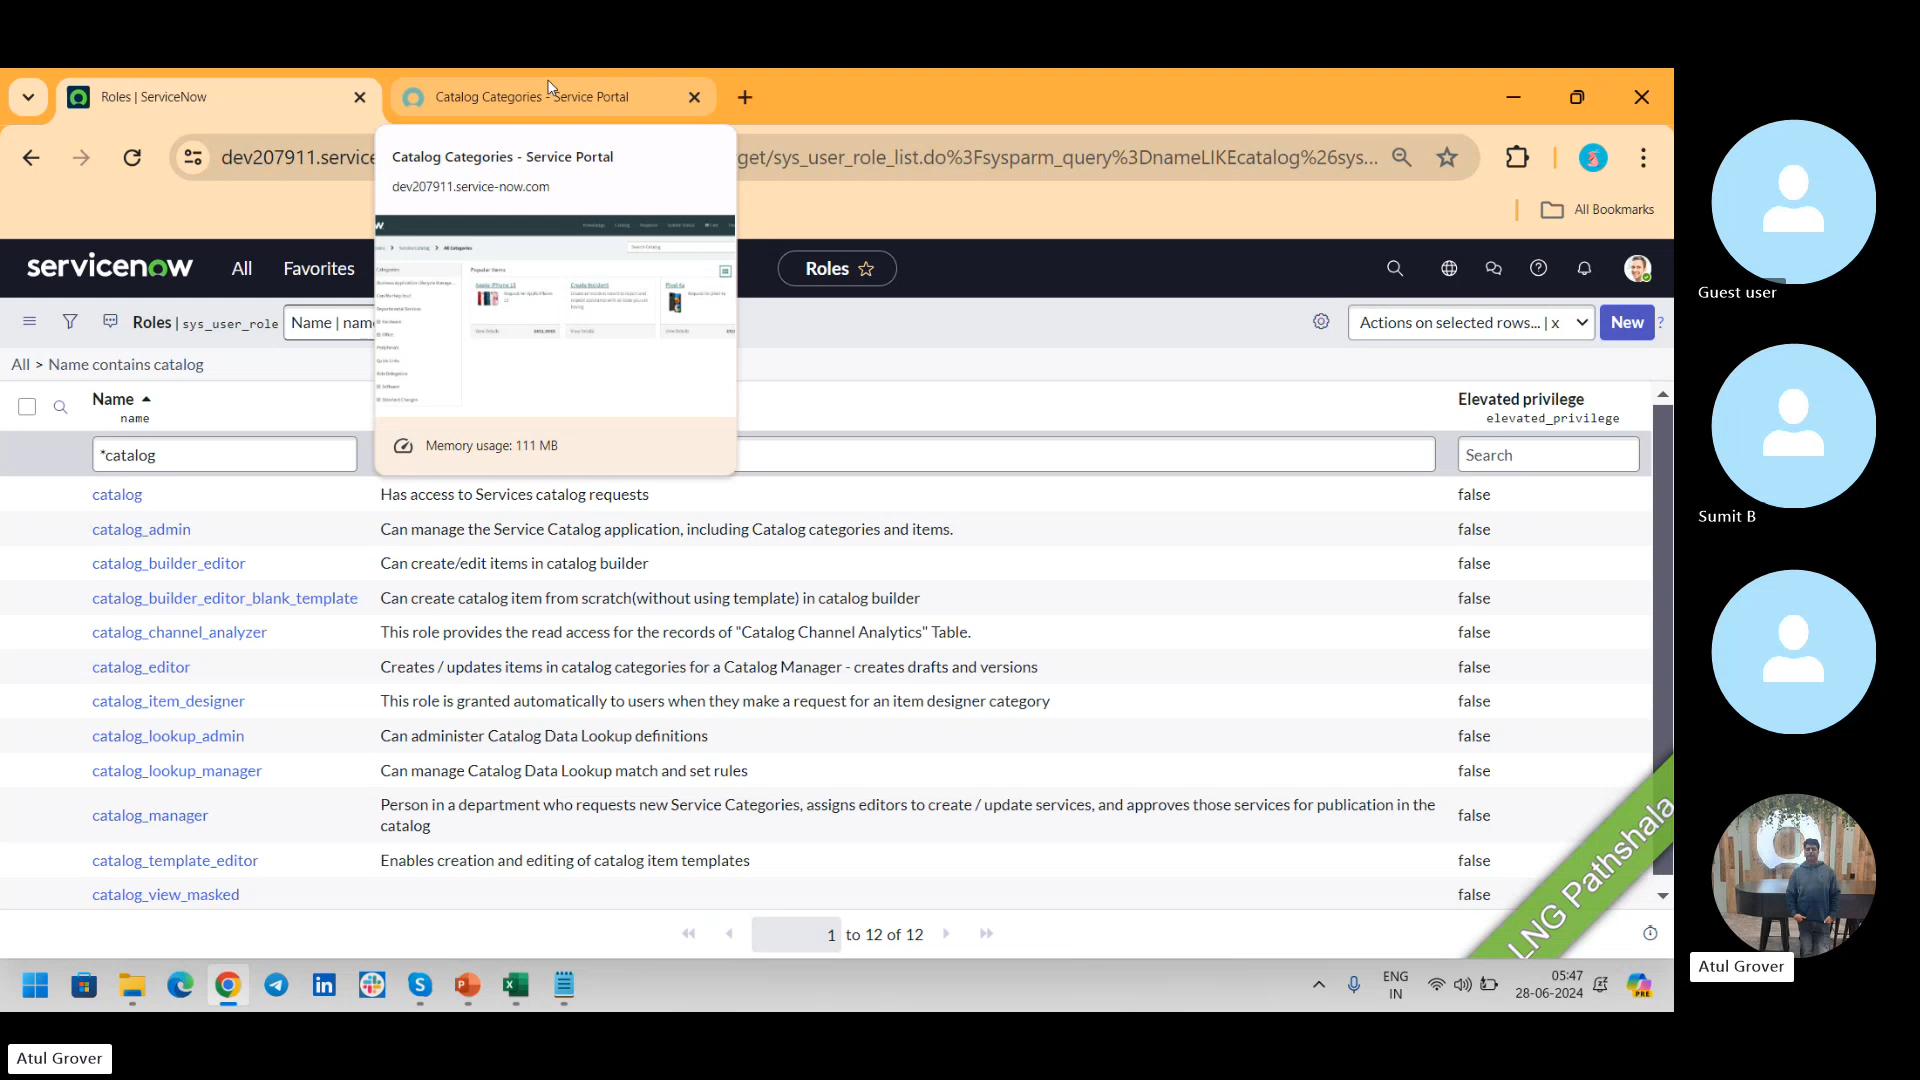 Roles | ServiceNow
Catalog Categories - Service Portal
dev207911.service
get/sys_user_role_list.do%3Fsysparm_query%3DnameLIKEcatalog%26sys...
Catalog Categories - Service Portal
dev207911.service-now.com
All Bookmarks
servicenow
All
Favorites
Roles
Popular Items
Memory usage: 111 MB
Roles | sys_user_role
Name | nam
Actions on selected rows... | x
New
?
All > Name contains catalog
Name
name
Elevated privilege
elevated_privilege
*catalog
Search
catalog Has access to Services catalog requests false
catalog_admin Can manage the Service Catalog application, including Catalog categories and items. false
catalog_builder_editor Can create/edit items in catalog builder false
catalog_builder_editor_blank_template Can create catalog item from scratch(without using template) in catalog builder false
catalog_channel_analyzer This role provides the read access for the records of "Catalog Channel Analytics" Table. false
catalog_editor Creates / updates items in catalog categories for a Catalog Manager - creates drafts and versions false
catalog_item_designer This role is granted automatically to users when they make a request for an item designer category false
catalog_lookup_admin Can administer Catalog Data Lookup definitions false
catalog_lookup_manager Can manage Catalog Data Lookup match and set rules false
catalog_manager Person in a department who requests new Service Categories, assigns editors to create / update services, and approves those services for publication in the
catalog false
catalog_template_editor Enables creation and editing of catalog item templates false
catalog_view_masked false
1 to 12 of 12
LNG Pathshala
ENG
IN
05:47
28-06-2024
PRE
Guest user
Sumit B
Atul Grover
Atul Grover